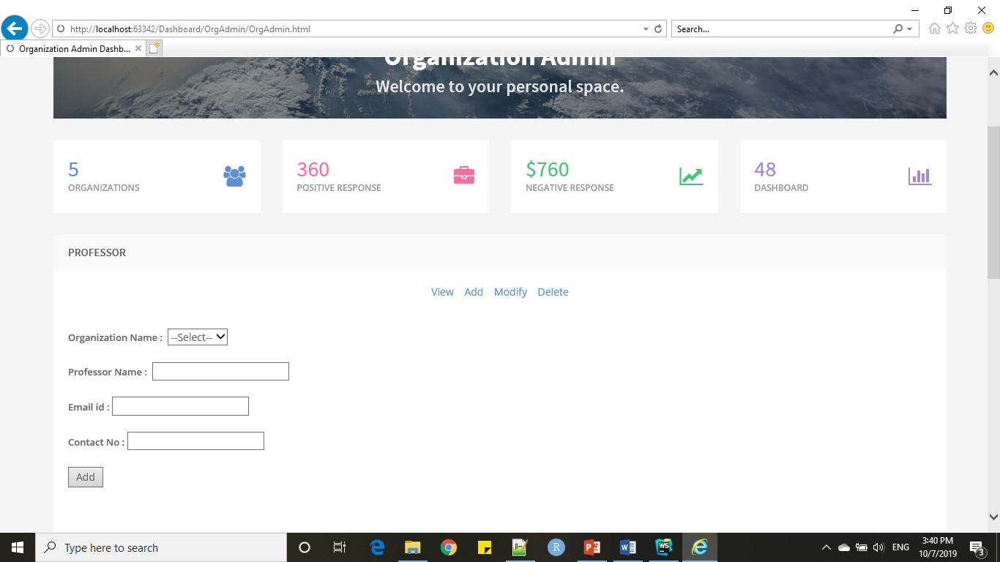 http://localhost:63342/Dashboard/OrgAdmin/OrgAdmin.html
Search...
Organization Admin Dashb...
Organization Admin
Welcome to your personal space.
5
ORGANIZATIONS
360
POSITIVE RESPONSE
$760
NEGATIVE RESPONSE
48
DASHBOARD
PROFESSOR
View Add Modify Delete
Organization Name : --Select--
Professor Name :
Email id :
Contact No :
Add
Type here to search
R
WS
ENG
3:40 PM
10/7/2019
3